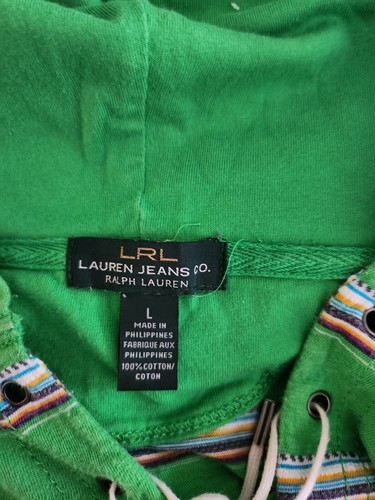 LRL
LAUREN JEANS CO.
RALPH LAUREN
L
MADE IN
PHILIPPINES
FABRIQUE AUX
PHILIPPINES
100% COTTON/
COTON